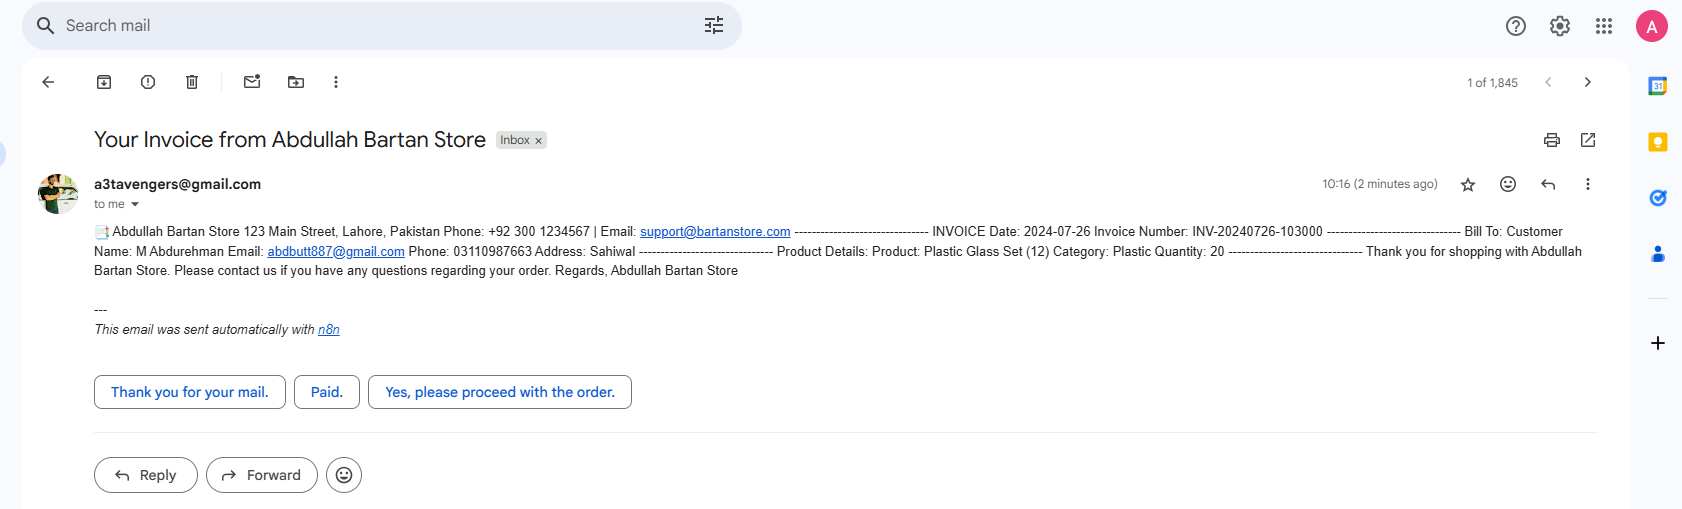 Search mail
A
1 of 1,845
31
Your Invoice from Abdullah Bartan Store Inbox ×
a3tavengers@gmail.com 10:16 (2 minutes ago)
to me
📑 Abdullah Bartan Store 123 Main Street, Lahore, Pakistan Phone: +92 300 1234567 | Email: support@bartanstore.com ------------------------------- INVOICE Date: 2024-07-26 Invoice Number: INV-20240726-103000 ------------------------------- Bill To: Customer
Name: M Abdurehman Email: abdbutt887@gmail.com Phone: 03110987663 Address: Sahiwal ------------------------------- Product Details: Product: Plastic Glass Set (12) Category: Plastic Quantity: 20 ------------------------------- Thank you for shopping with Abdullah
Bartan Store. Please contact us if you have any questions regarding your order. Regards, Abdullah Bartan Store
---
This email was sent automatically with n8n
Thank you for your mail. Paid. Yes, please proceed with the order.
Reply Forward